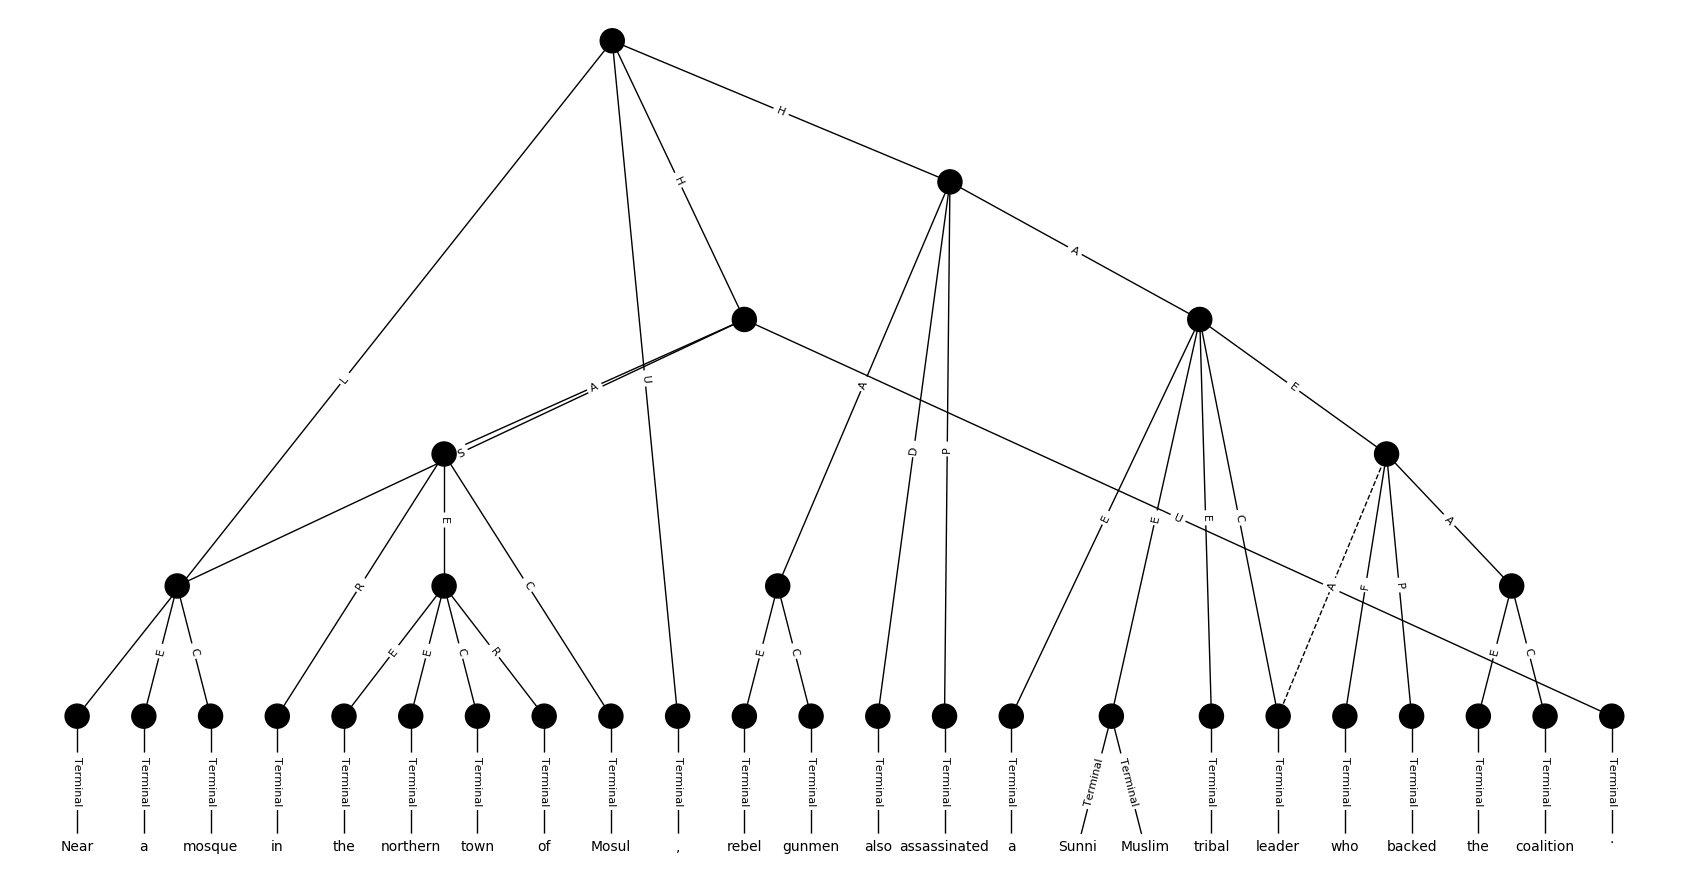 H
H
A
L
A
U
A
E
S
D
P
A
E
E
E
C
U
E
R
C
A
F
P
E
C
E
E
C
R
E
C
E
C
Terminal Terminal Terminal Terminal Terminal Terminal Terminal Terminal Terminal Terminal Terminal Terminal Terminal Terminal Terminal Terminal Terminal Terminal Terminal Terminal Terminal Terminal Terminal Terminal
Near a mosque in the northern town of Mosul , rebel gunmen also assassinated a Sunni Muslim tribal leader who backed the coalition .